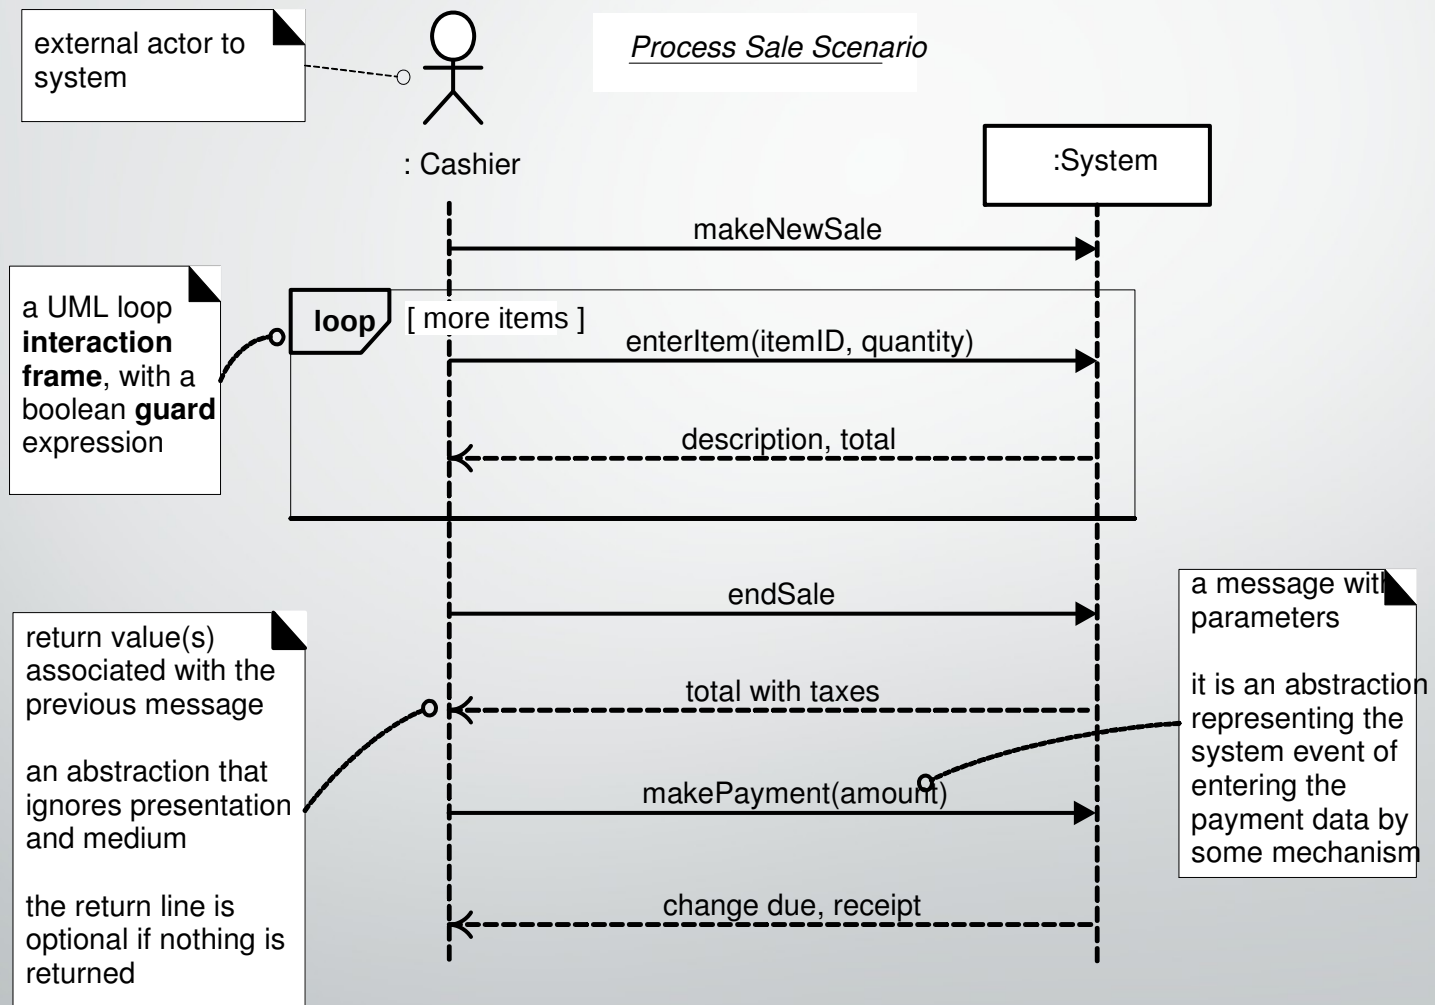 external actor to
system
Process Sale Scenario
: Cashier
:System
makeNewSale
a UML loop
interaction
frame, with a
boolean guard
expression
loop
[ more items ]
enterItem(itemID, quantity)
description, total
endSale
a message with
parameters
it is an abstraction
representing the
system event of
entering the
payment data by
some mechanism
return value(s)
associated with the
previous message
an abstraction that
ignores presentation
and medium
the return line is
optional if nothing is
returned
total with taxes
makePayment(amount)
change due, receipt